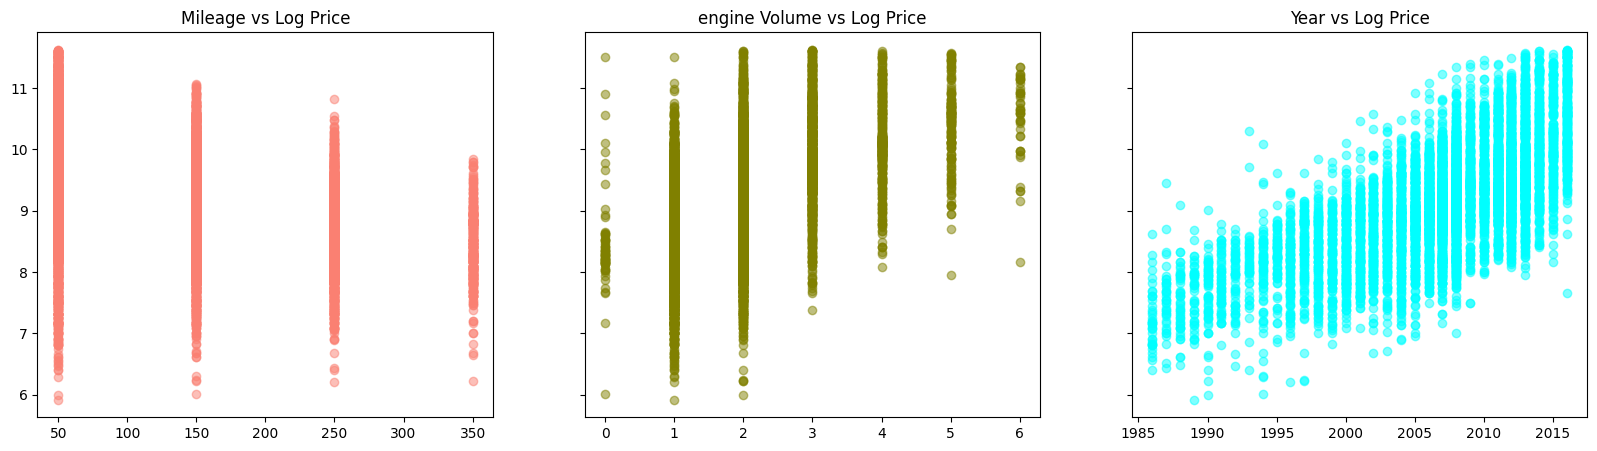 Mileage vs Log Price
engine Volume vs Log Price
Year vs Log Price
11
10
9
8
7
6
50 100 150 200 250 300 350
0 1 2 3 4 5 6
1985 1990 1995 2000 2005 2010 2015